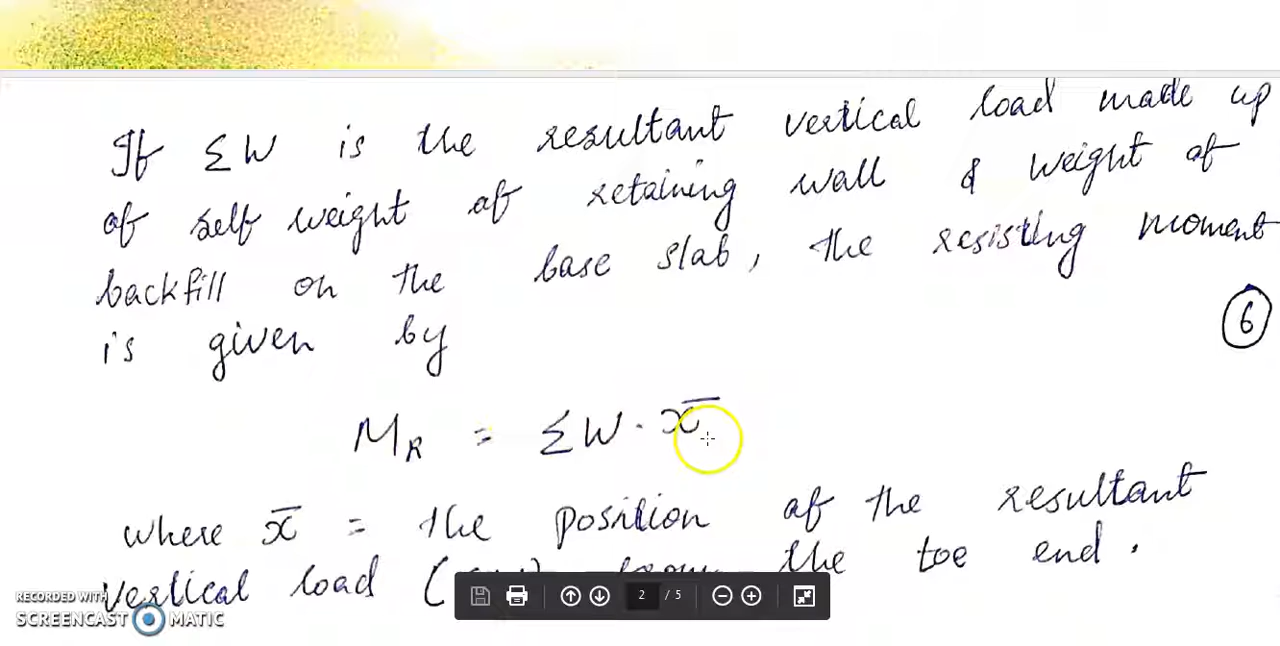 If ΣW is the resultant vertical load made up
of self weight of retaining wall & weight of
backfill on the base slab, the resisting moment
is given by
6
M_R = ΣW · x̄
where x̄ = the position of the resultant
vertical load ( the toe end.
2 / 5
RECORDED WITH
SCREENCAST MATIC